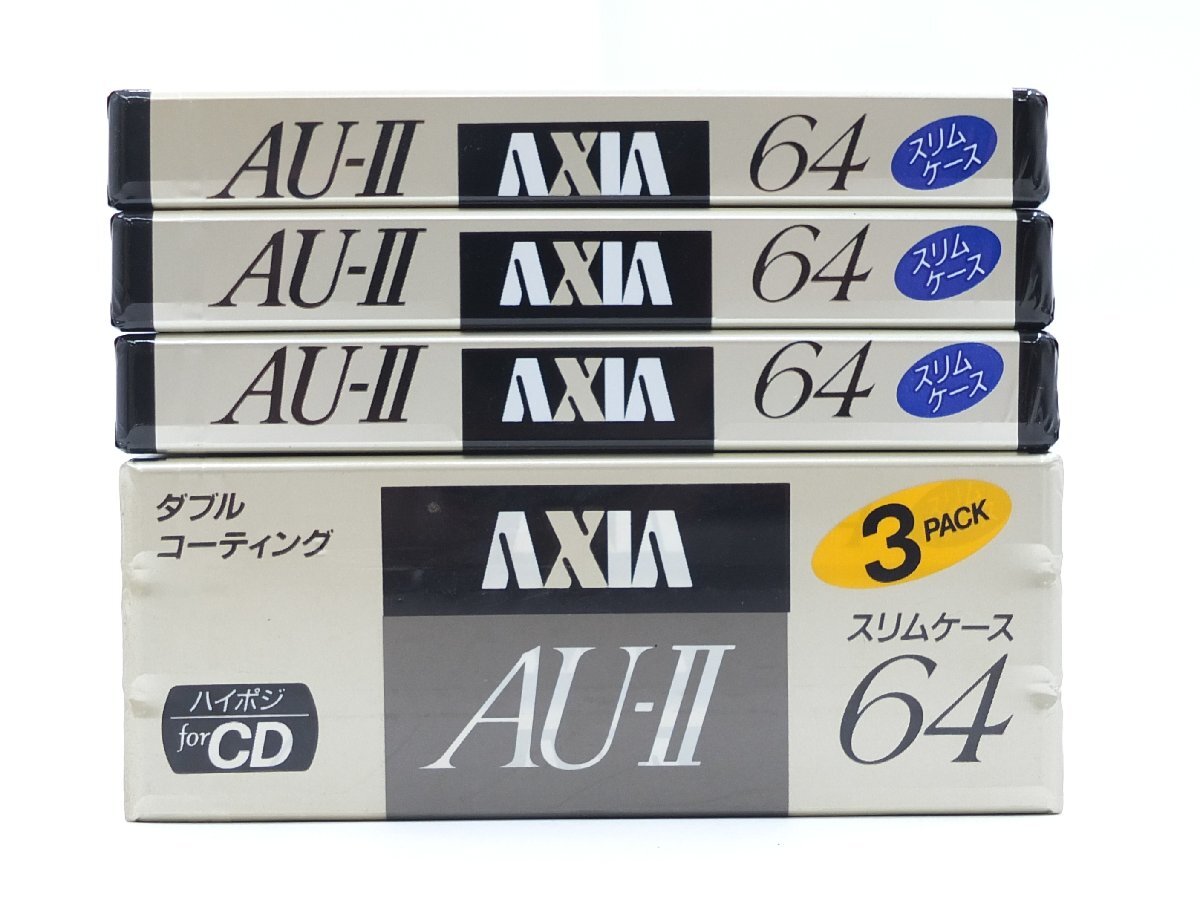 AU-II AXIA 64 スリム
ケース
AU-II AXIA 64 スリム
ケース
AU-II AXIA 64 スリム
ケース
ダブル
コーティング
AXIA
3 PACK
スリムケース
ハイポジ
for CD
AU-II
64